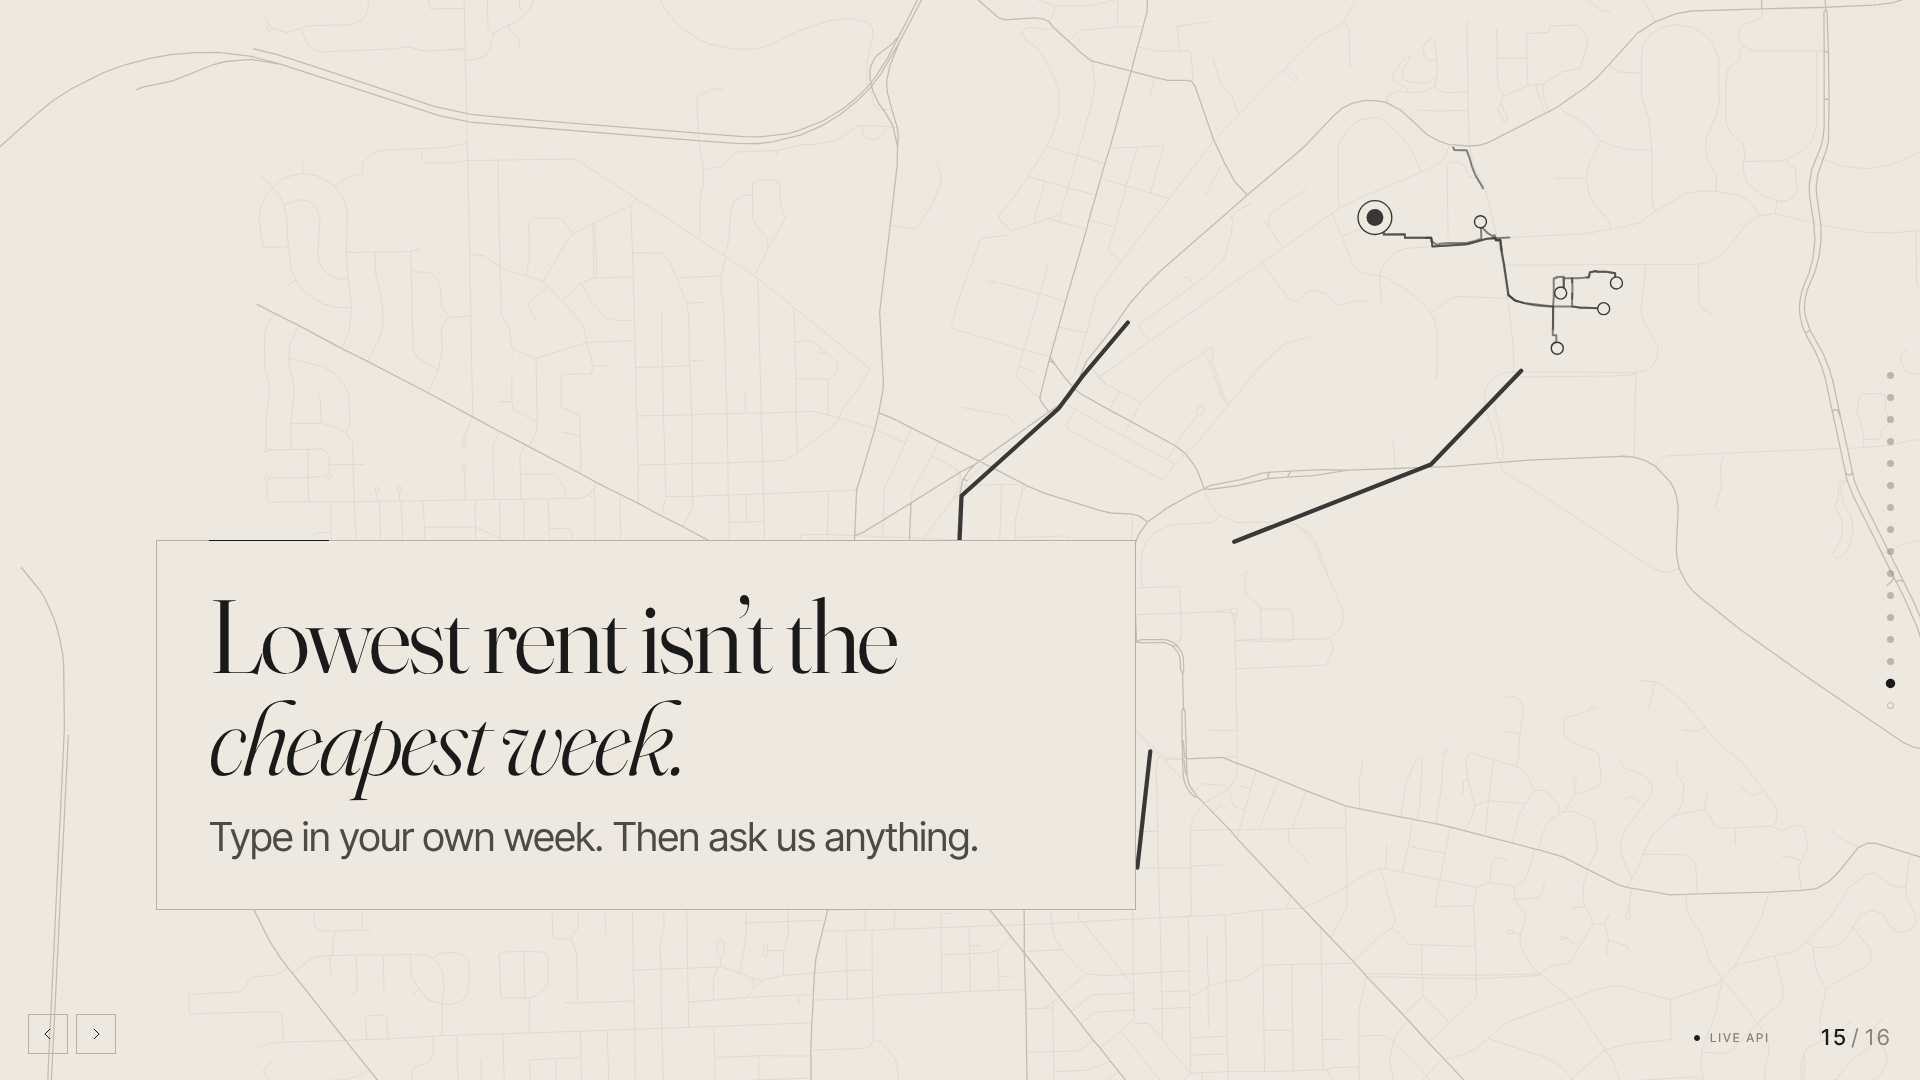 Lowest rent isn’t the
cheapest week.
Type in your own week. Then ask us anything.
LIVE API
15 / 16